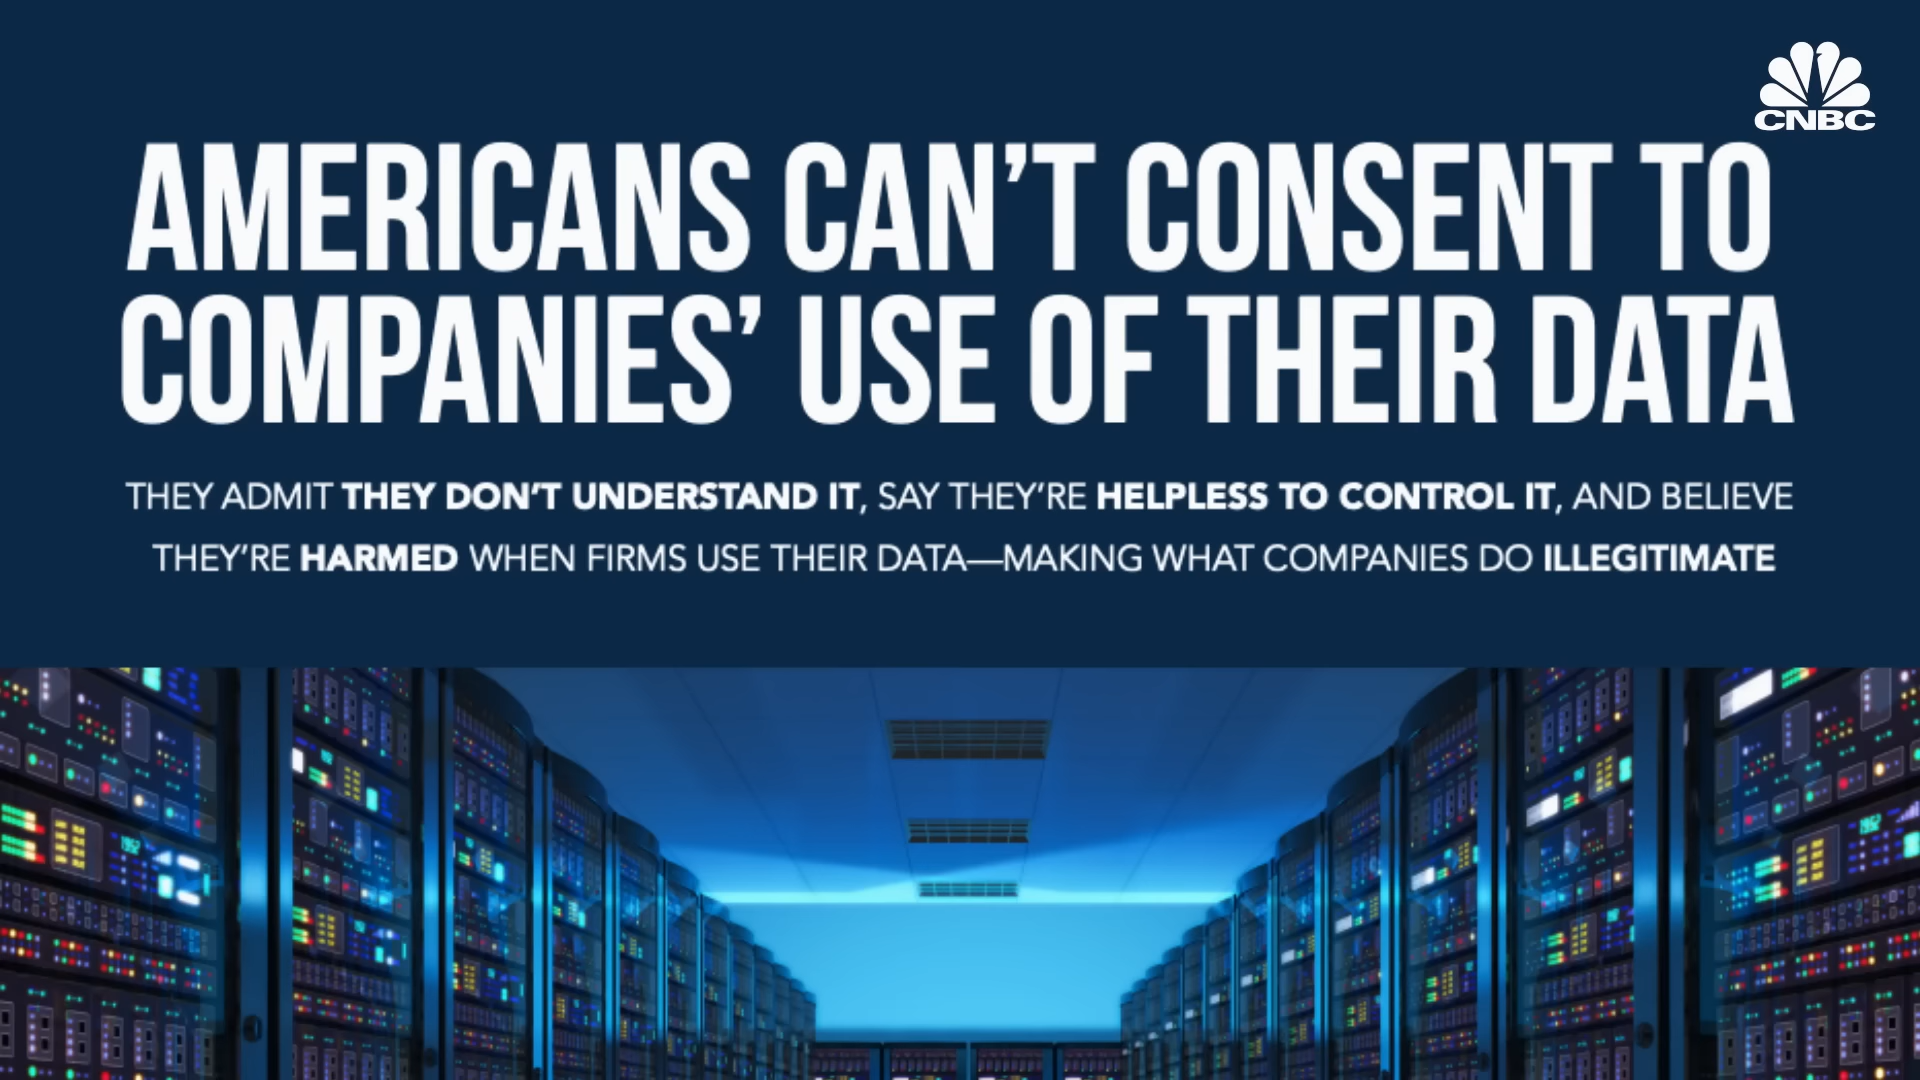 CNBC
AMERICANS CAN’T CONSENT TO
COMPANIES’ USE OF THEIR DATA
THEY ADMIT THEY DON’T UNDERSTAND IT, SAY THEY’RE HELPLESS TO CONTROL IT, AND BELIEVE
THEY’RE HARMED WHEN FIRMS USE THEIR DATA—MAKING WHAT COMPANIES DO ILLEGITIMATE